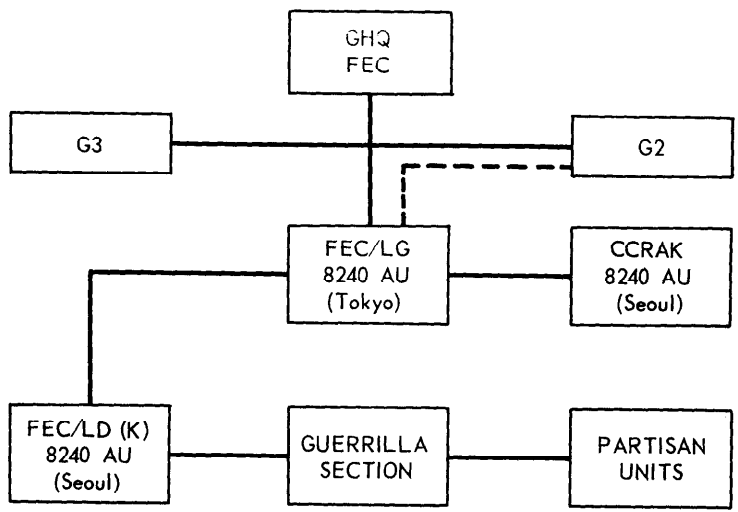 GHQ
FEC
G3
G2
FEC/LG
8240 AU
(Tokyo)
CCRAK
8240 AU
(Seoul)
FEC/LD (K)
8240 AU
(Seoul)
GUERRILLA
SECTION
PARTISAN
UNITS